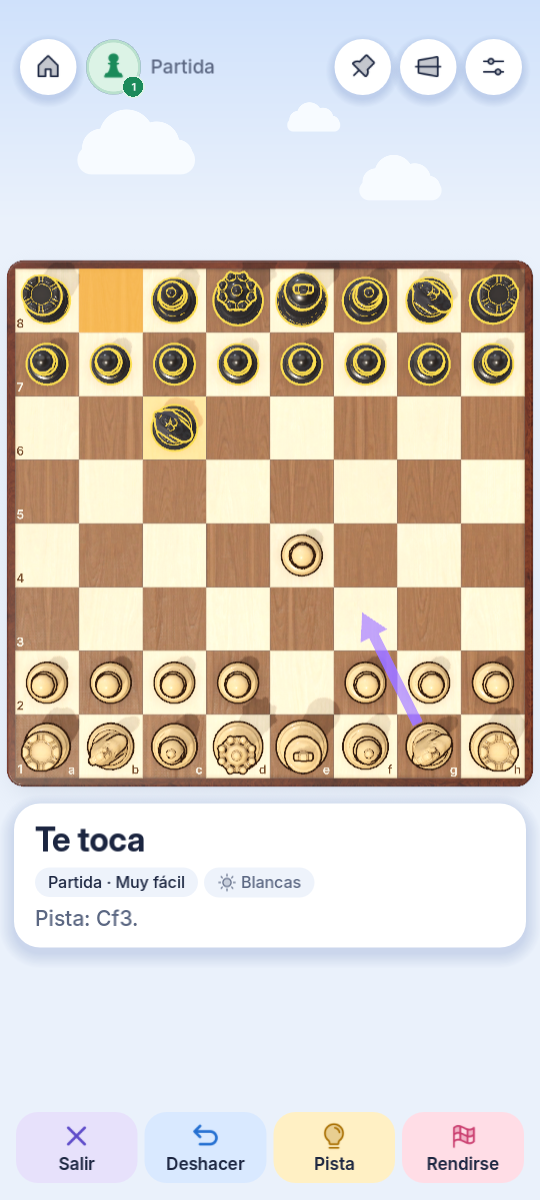 Partida
1
8
7
6
5
4
3
2
1 a b c d e f g h
Te toca
Partida · Muy fácil
Blancas
Pista: Cf3.
Salir
Deshacer
Pista
Rendirse